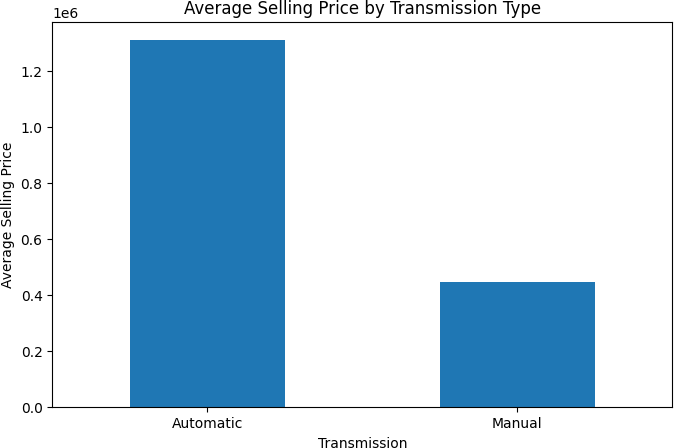 Average Selling Price by Transmission Type
1e6
1.2
1.0
0.8
0.6
0.4
0.2
0.0
Average Selling Price
Automatic
Manual
Transmission